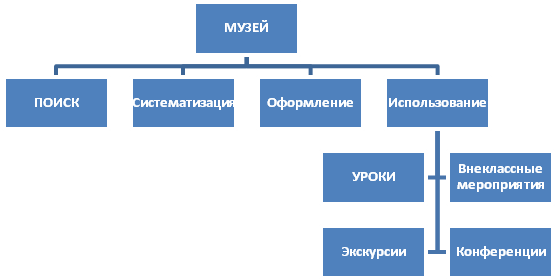 МУЗЕЙ
ПОИСК
Систематизация
Оформление
Использование
УРОКИ
Внеклассные
мероприятия
Экскурсии
Конференции